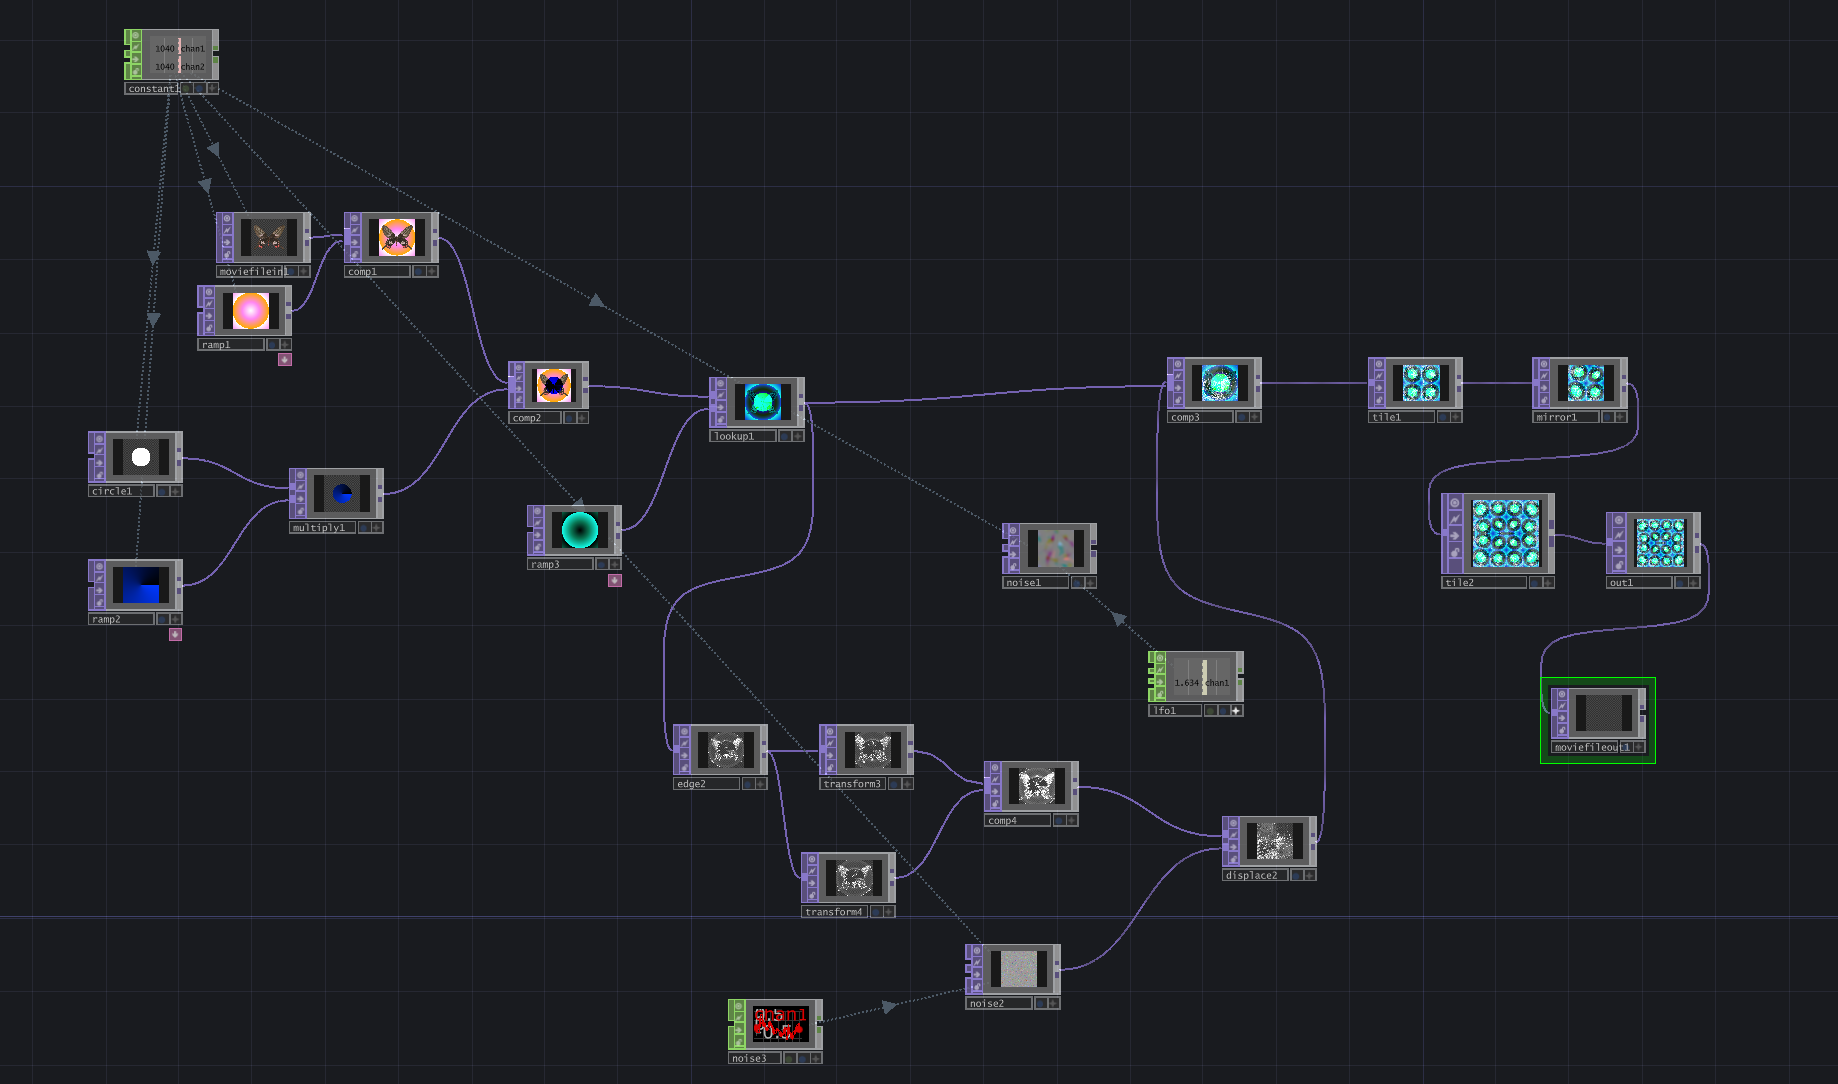 1040 chan1
1040 chan2
constant1
moviefilein1
comp1
ramp1
comp2
lookup1
comp3
tile1
mirror1
circle1
multiply1
ramp2
ramp3
noise1
tile2
out1
1.634 chan1
lfo1
moviefileout1
edge2
transform3
comp4
transform4
displace2
noise2
chan1
noise3